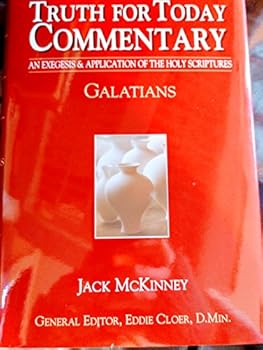 TRUTH FOR TODAY
COMMENTARY
AN EXEGESIS & APPLICATION OF THE HOLY SCRIPTURES
GALATIANS
JACK MCKINNEY
GENERAL EDITOR, EDDIE CLOER, D.MIN.